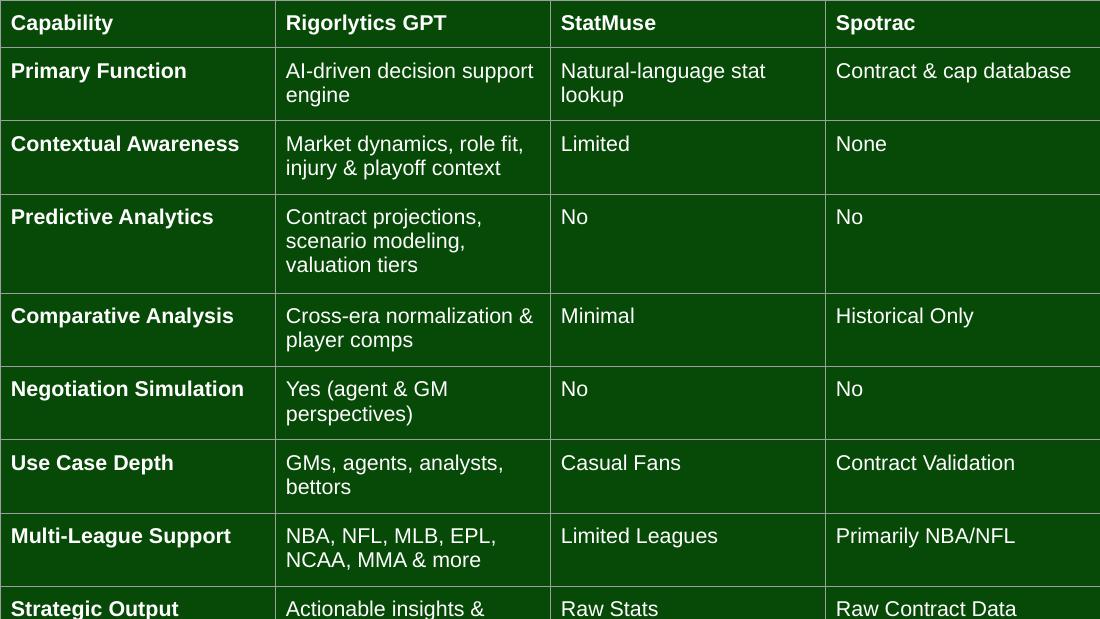 Capability
Rigorlytics GPT
StatMuse
Spotrac
Primary Function
AI-driven decision support
engine
Natural-language stat
lookup
Contract & cap database
Contextual Awareness
Market dynamics, role fit,
injury & playoff context
Limited
None
Predictive Analytics
Contract projections,
scenario modeling,
valuation tiers
No
No
Comparative Analysis
Cross-era normalization &
player comps
Minimal
Historical Only
Negotiation Simulation
Yes (agent & GM
perspectives)
No
No
Use Case Depth
GMs, agents, analysts,
bettors
Casual Fans
Contract Validation
Multi-League Support
NBA, NFL, MLB, EPL,
NCAA, MMA & more
Limited Leagues
Primarily NBA/NFL
Strategic Output
Actionable insights &
Raw Stats
Raw Contract Data